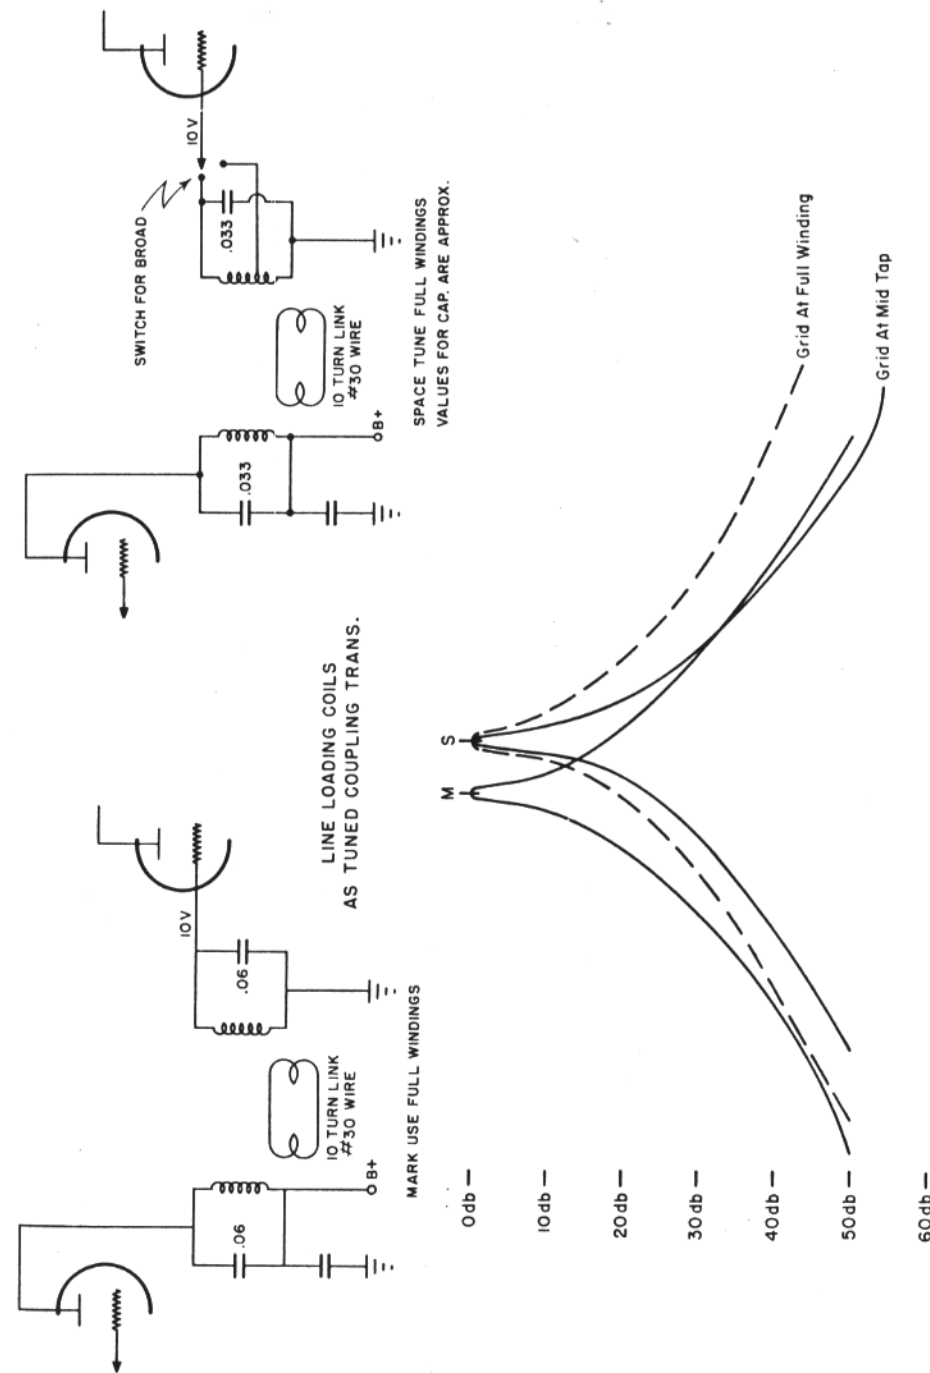 10V
.033
SWITCH FOR BROAD
10 TURN LINK
#30 WIRE
.033
B+
SPACE TUNE FULL WINDINGS
VALUES FOR CAP. ARE APPROX.
LINE LOADING COILS
AS TUNED COUPLING TRANS.
10V
.06
10 TURN LINK
#30 WIRE
.06
B+
MARK USE FULL WINDINGS
M
S
Grid At Full Winding
Grid At Mid Tap
0db
10db
20db
30db
40db
50db
60db